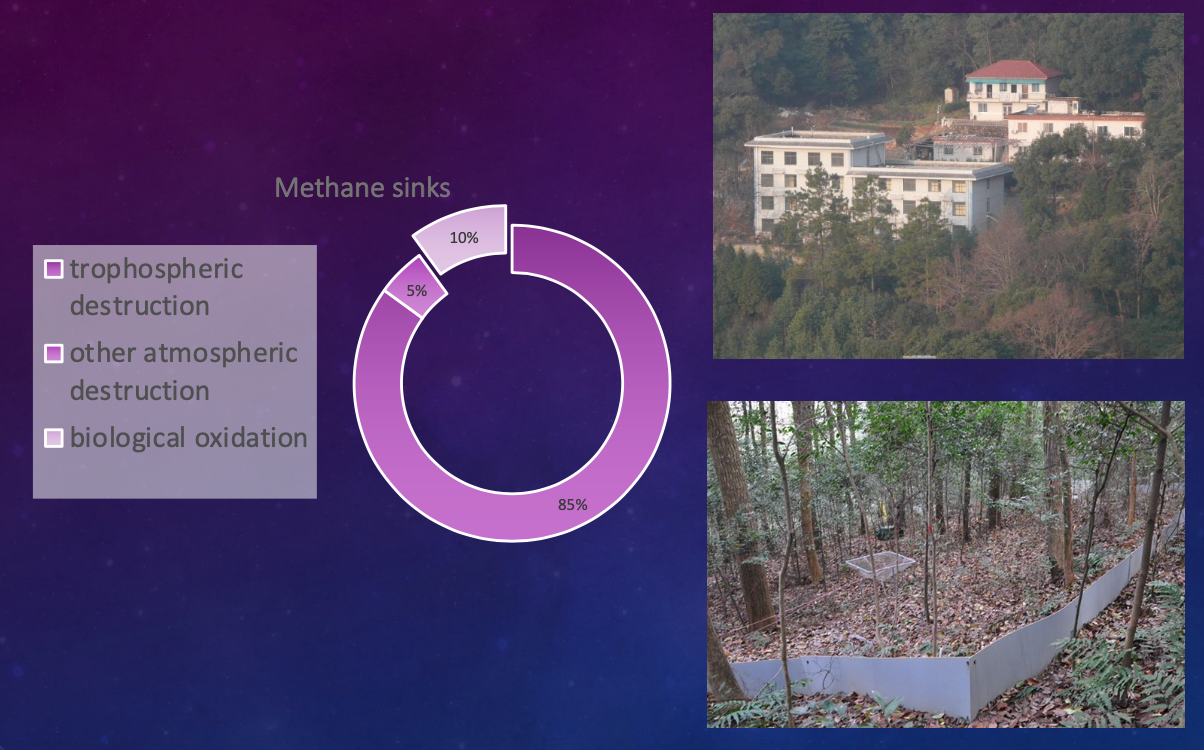 Methane sinks
trophospheric
destruction
other atmospheric
destruction
biological oxidation
10%
5%
85%